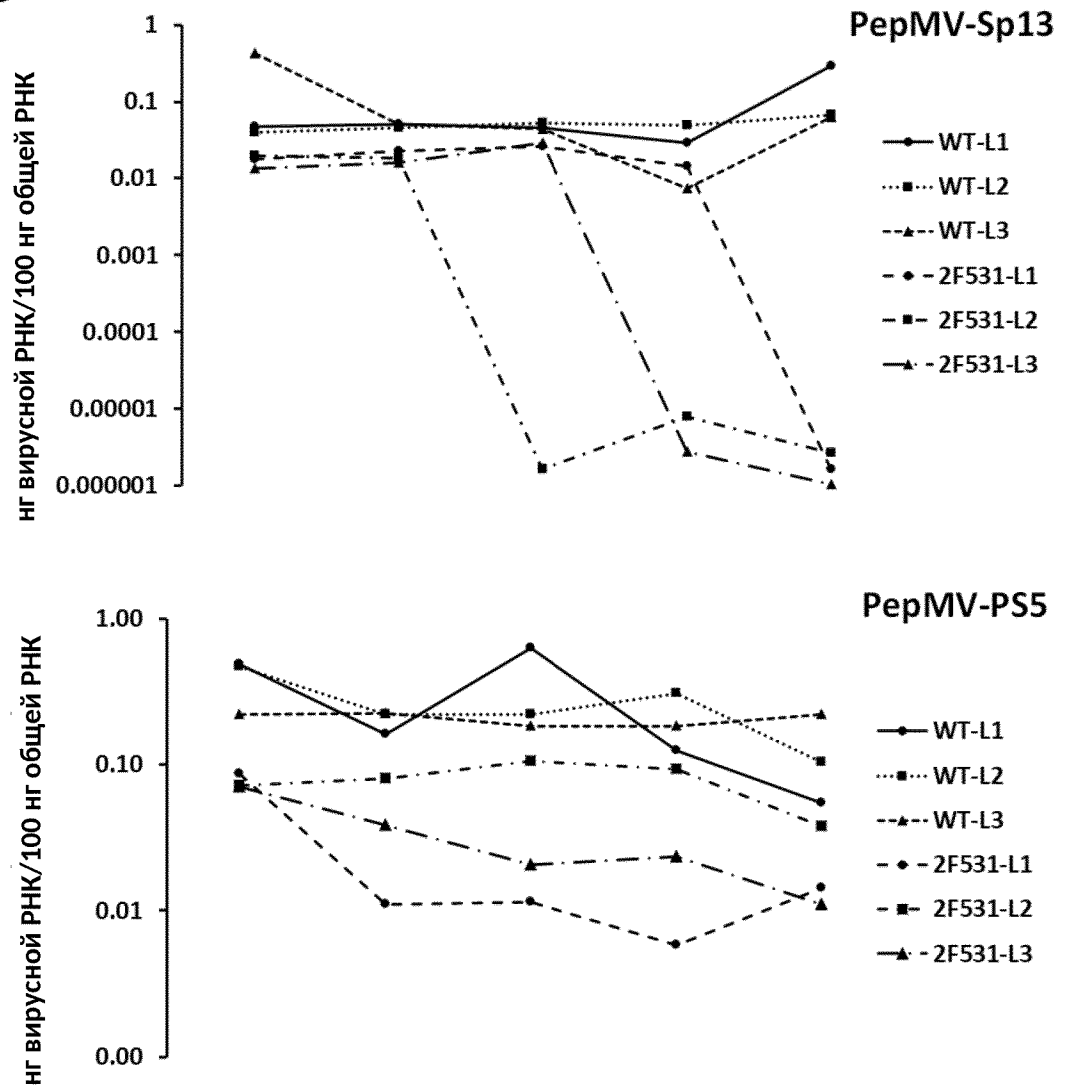 PepMV-Sp13
нг вирусной РНК/100 нг общей РНК
1
0.1
0.01
0.001
0.0001
0.00001
0.000001
WT-L1
WT-L2
WT-L3
2F531-L1
2F531-L2
2F531-L3
PepMV-PS5
нг вирусной РНК/100 нг общей РНК
1.00
0.10
0.01
0.00
WT-L1
WT-L2
WT-L3
2F531-L1
2F531-L2
2F531-L3